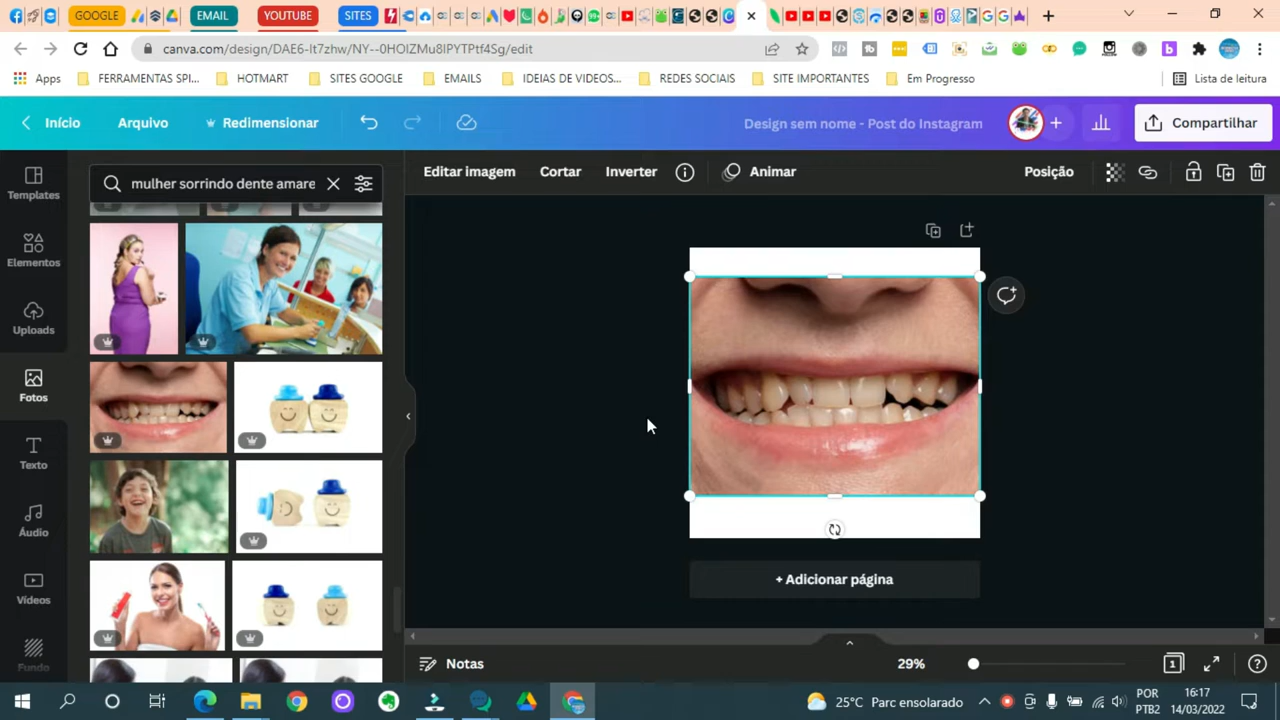 GOOGLE
EMAIL
YOUTUBE
SITES
canva.com/design/DAE6-It7zhw/NY--0HOIZMu8IPYTPtf4Sg/edit
Apps
FERRAMENTAS SPI...
HOTMART
SITES GOOGLE
EMAILS
IDEIAS DE VIDEOS...
REDES SOCIAIS
SITE IMPORTANTES
Em Progresso
Lista de leitura
Início
Arquivo
Redimensionar
Design sem nome - Post do Instagram
Compartilhar
Templates
Elementos
Uploads
Fotos
Texto
Áudio
Vídeos
Fundo
mulher sorrindo dente amare
Editar imagem
Cortar
Inverter
Animar
Posição
+ Adicionar página
Notas
29%
1
25°C Parc ensolarado
POR
PTB2
16:17
14/03/2022